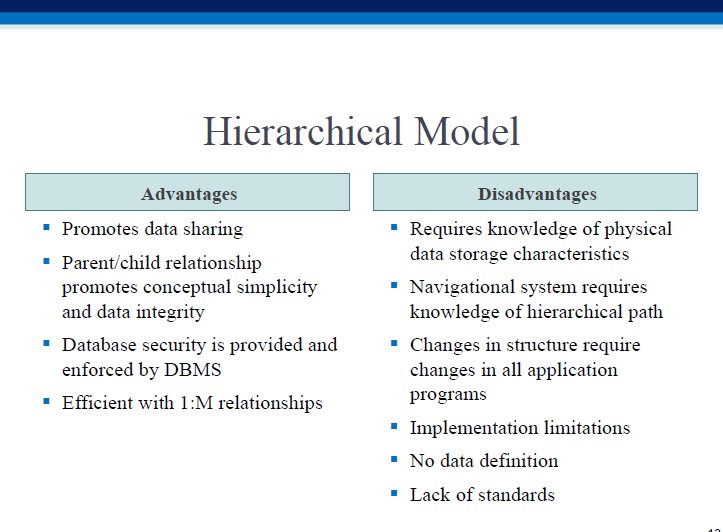 Hierarchical Model
Advantages
▪ Promotes data sharing
▪ Parent/child relationship
promotes conceptual simplicity
and data integrity
▪ Database security is provided and
enforced by DBMS
▪ Efficient with 1:M relationships
Disadvantages
▪ Requires knowledge of physical
data storage characteristics
▪ Navigational system requires
knowledge of hierarchical path
▪ Changes in structure require
changes in all application
programs
▪ Implementation limitations
▪ No data definition
▪ Lack of standards